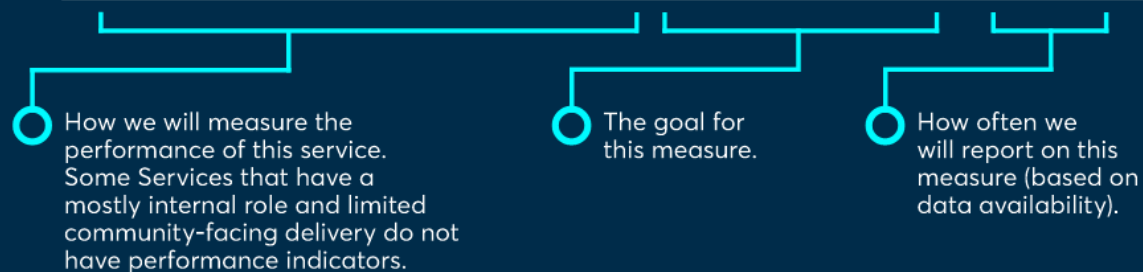 How we will measure the
performance of this service.
Some Services that have a
mostly internal role and limited
community-facing delivery do not
have performance indicators.
The goal for
this measure.
How often we
will report on this
measure (based on
data availability).